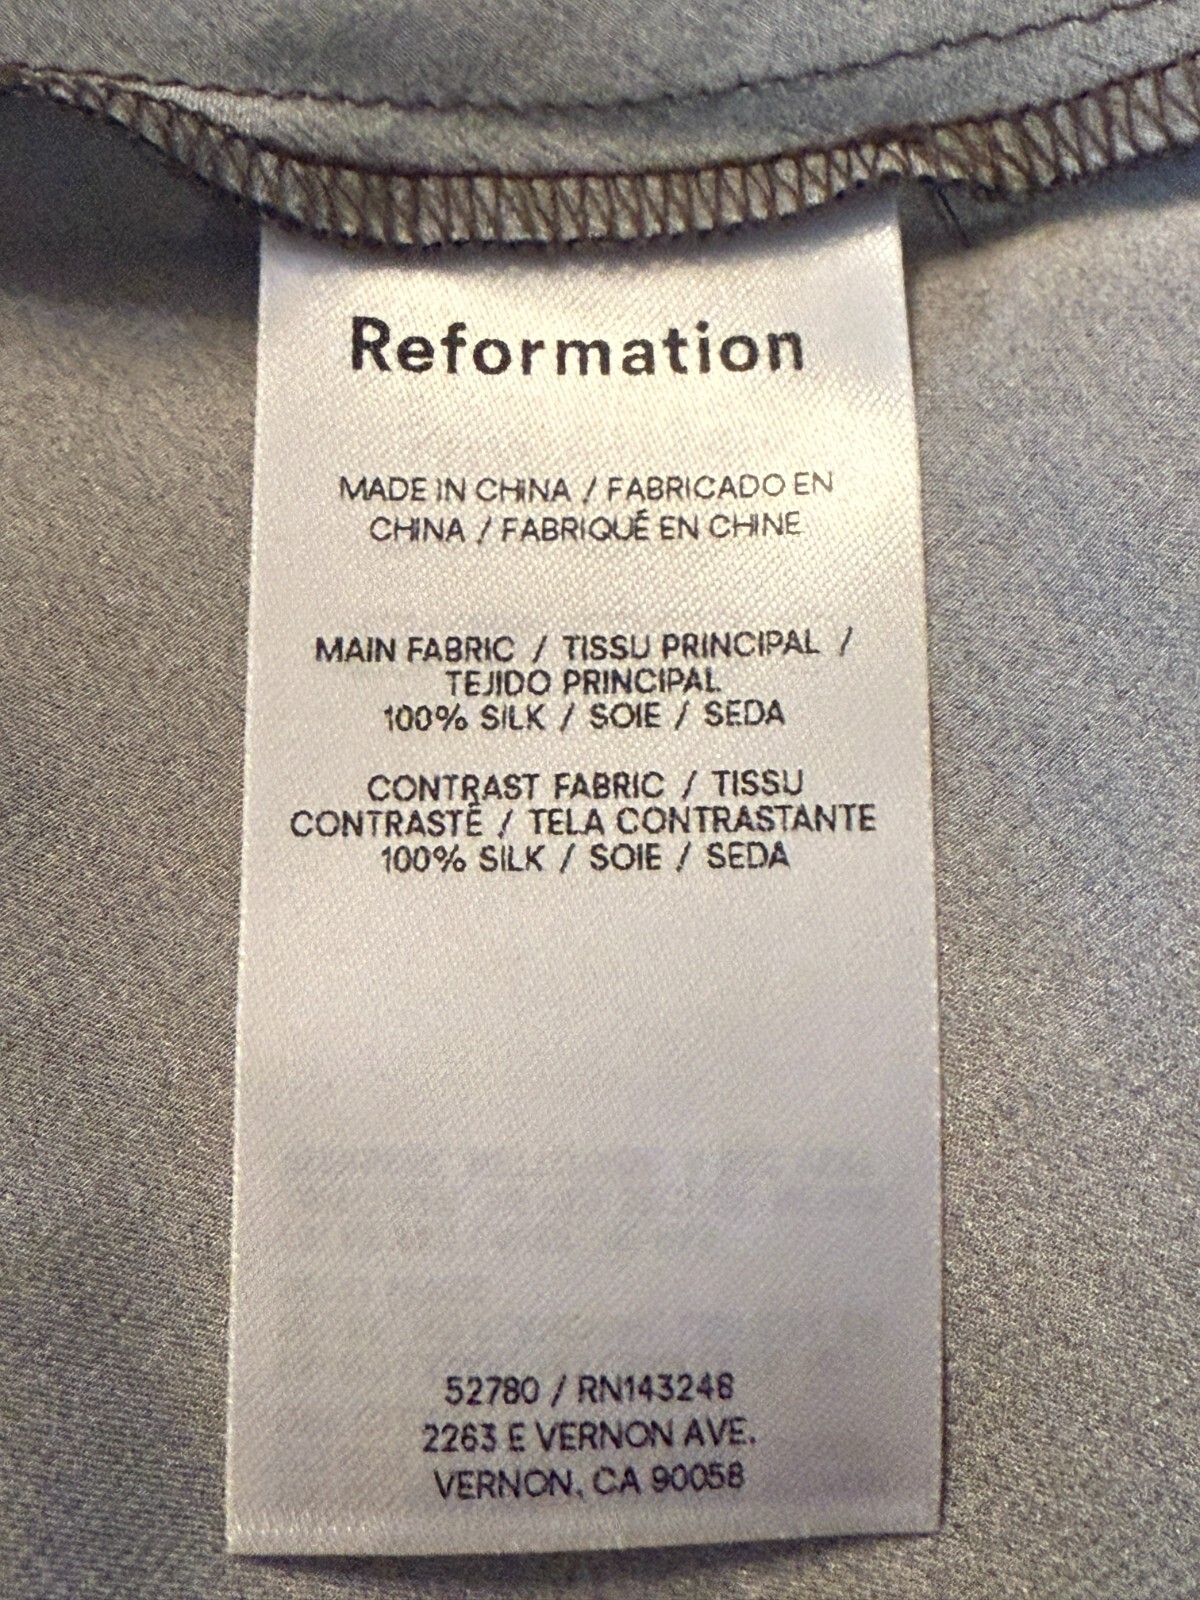 Reformation
MADE IN CHINA / FABRICADO EN
CHINA / FABRIQUÉ EN CHINE
MAIN FABRIC / TISSU PRINCIPAL /
TEJIDO PRINCIPAL
100% SILK / SOIE / SEDA
CONTRAST FABRIC / TISSU
CONTRASTÉ / TELA CONTRASTANTE
100% SILK / SOIE / SEDA
52780 / RN143248
2263 E VERNON AVE.
VERNON, CA 90058